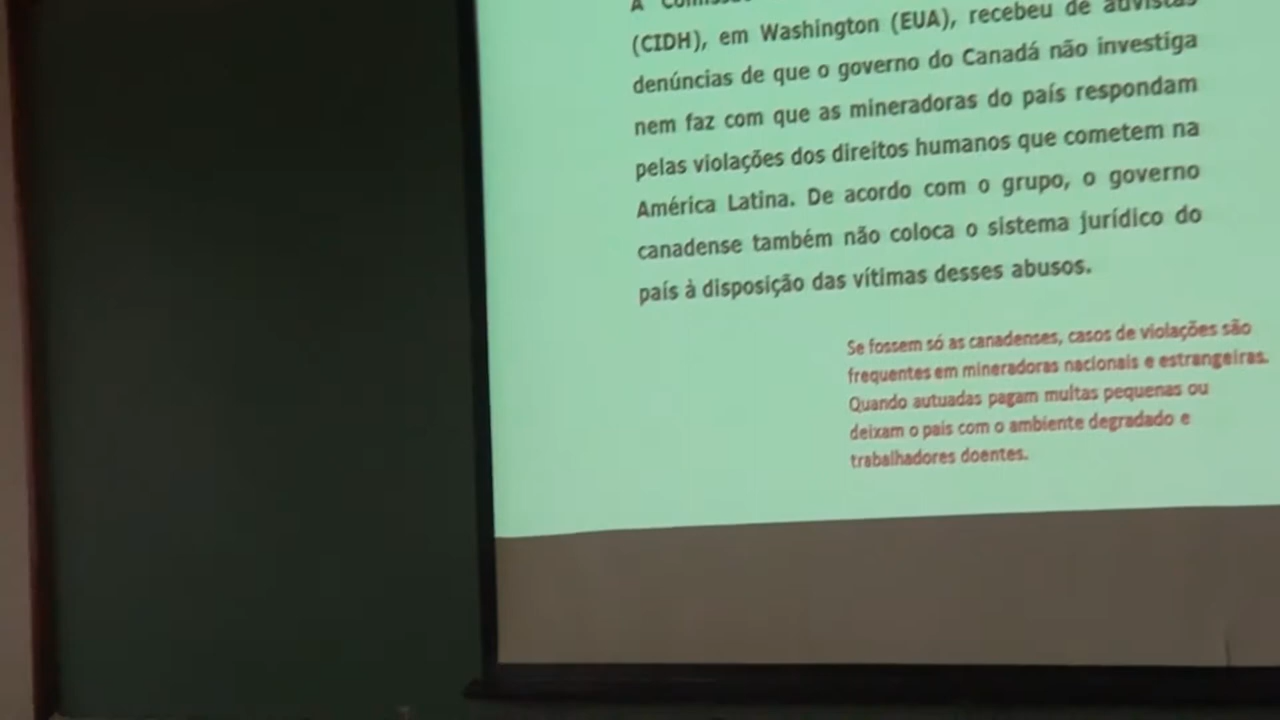 A
(CIDH), em Washington (EUA), recebeu de ativistas
denúncias de que o governo do Canadá não investiga
nem faz com que as mineradoras do país respondam
pelas violações dos direitos humanos que cometem na
América Latina. De acordo com o grupo, o governo
canadense também não coloca o sistema jurídico do
país à disposição das vítimas desses abusos.
Se fossem só as canadenses, casos de violações são
frequentes em mineradoras nacionais e estrangeiras.
Quando autuadas pagam multas pequenas ou
deixam o país com o ambiente degradado e
trabalhadores doentes.